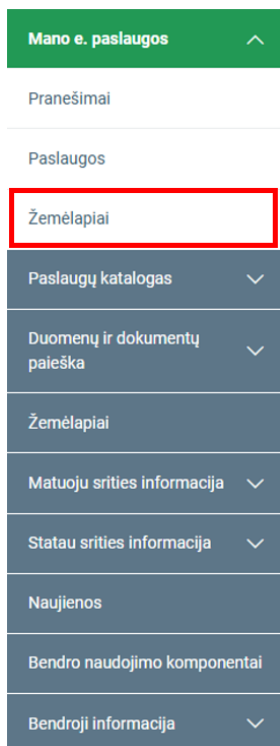 Mano e. paslaugos
Pranešimai
Paslaugos
Žemėlapiai
Paslaugų katalogas
Duomenų ir dokumentų
paieška
Žemėlapiai
Matuoju srities informacija
Statau srities informacija
Naujienos
Bendro naudojimo komponentai
Bendroji informacija